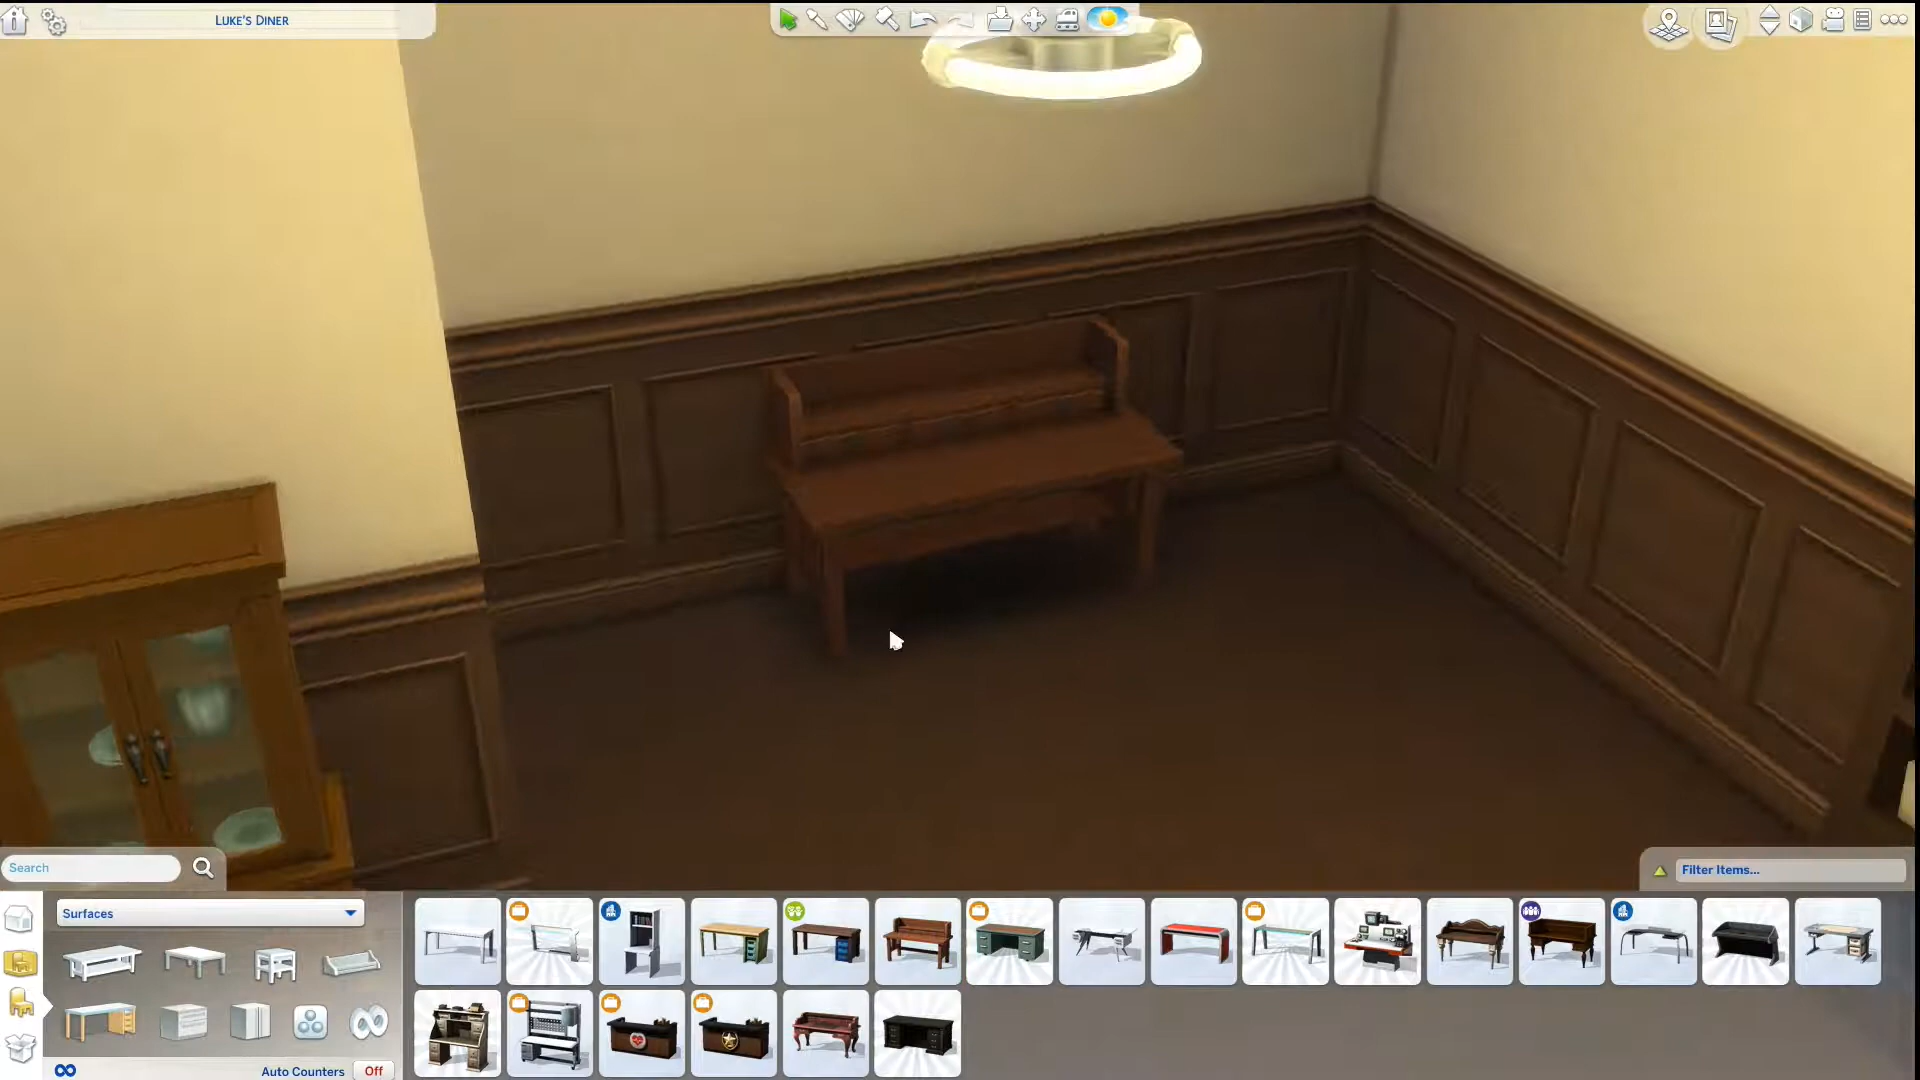 LUKE'S DINER
Search
Filter Items...
Surfaces
Auto Counters Off